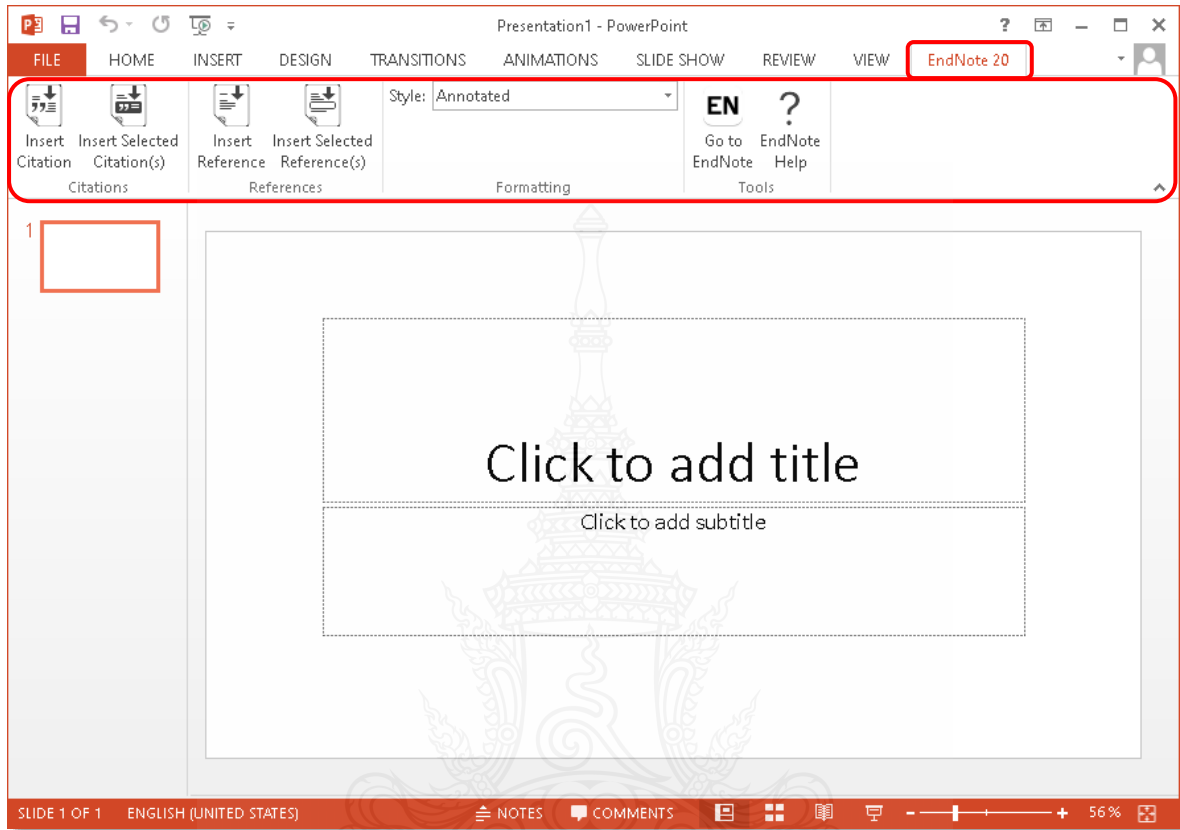 Presentation1 - PowerPoint
?
FILE HOME INSERT DESIGN TRANSITIONS ANIMATIONS SLIDE SHOW REVIEW VIEW EndNote 20
Style: Annotated
EN ?
Insert Insert Selected Insert Insert Selected Go to EndNote
Citation Citation(s) Reference Reference(s) EndNote Help
Citations References Formatting Tools
1
Click to add title
Click to add subtitle
SLIDE 1 OF 1 ENGLISH (UNITED STATES) NOTES COMMENTS 56%